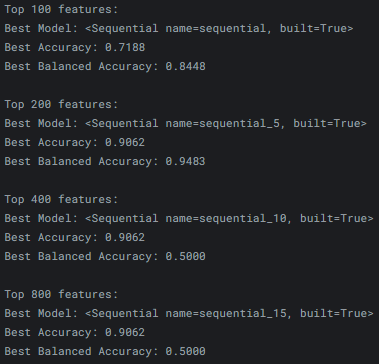 Top 100 features:
Best Model: <Sequential name=sequential, built=True>
Best Accuracy: 0.7188
Best Balanced Accuracy: 0.8448
Top 200 features:
Best Model: <Sequential name=sequential_5, built=True>
Best Accuracy: 0.9062
Best Balanced Accuracy: 0.9483
Top 400 features:
Best Model: <Sequential name=sequential_10, built=True>
Best Accuracy: 0.9062
Best Balanced Accuracy: 0.5000
Top 800 features:
Best Model: <Sequential name=sequential_15, built=True>
Best Accuracy: 0.9062
Best Balanced Accuracy: 0.5000